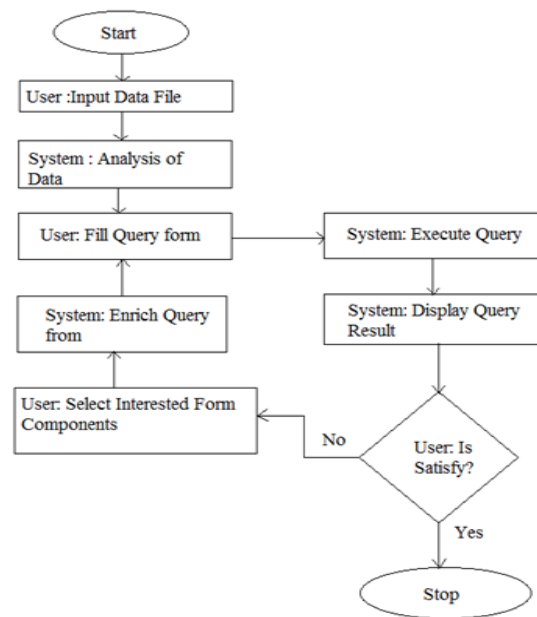 Start
User :Input Data File
System : Analysis of
Data
User: Fill Query form
System: Execute Query
System: Enrich Query
from
System: Display Query
Result
User: Select Interested Form
Components
No
User: Is
Satisfy?
Yes
Stop